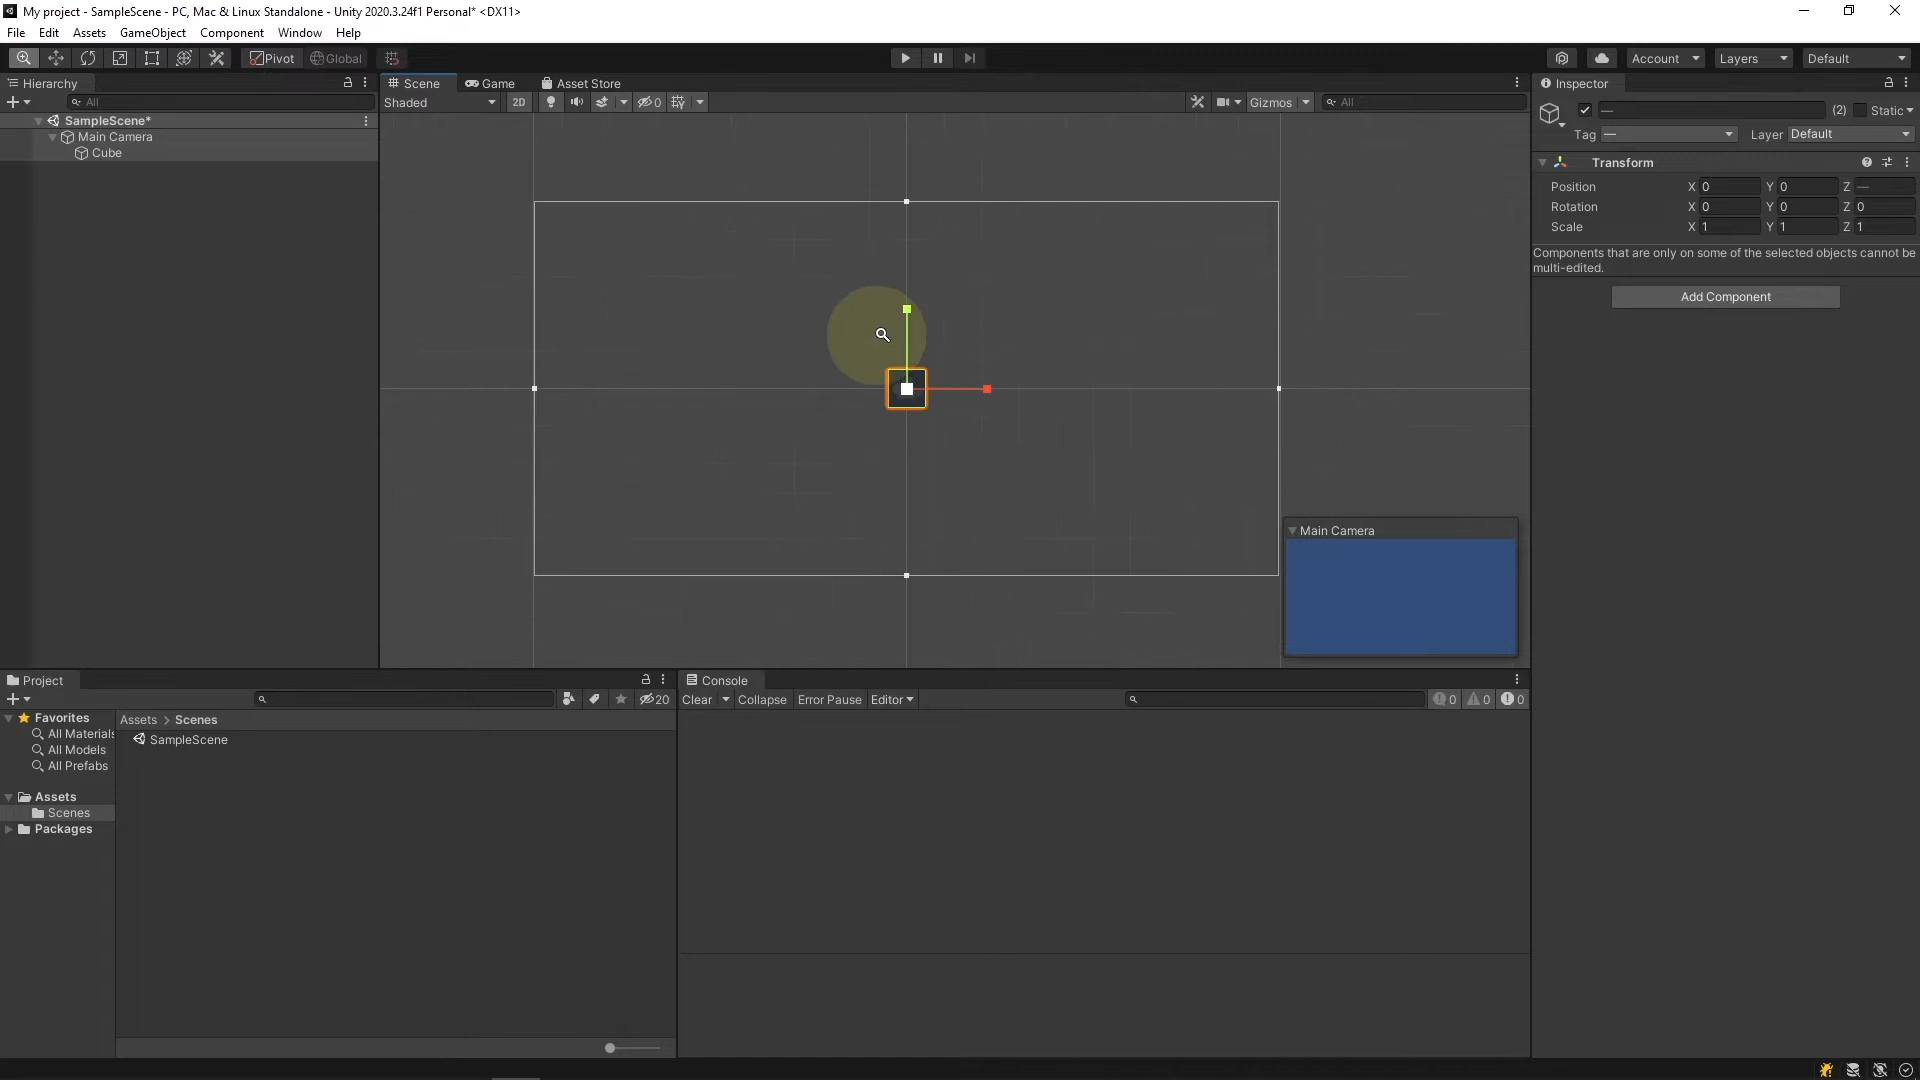 My project - SampleScene - PC, Mac & Linux Standalone - Unity 2020.3.24f1 Personal* <DX11>
File Edit Assets GameObject Component Window Help
Pivot Global Account Layers Default
Hierarchy
All
SampleScene*
Main Camera
Cube
Scene Game Asset Store
Shaded 2D 0 Gizmos All
Main Camera
Inspector
— (2) Static
Tag — Layer Default
Transform
Position X 0 Y 0 Z —
Rotation X 0 Y 0 Z 0
Scale X 1 Y 1 Z 1
Components that are only on some of the selected objects cannot be
multi-edited.
Add Component
Project
20
Favorites
All Materials
All Models
All Prefabs
Assets
Scenes
Packages
Assets > Scenes
SampleScene
Console
Clear Collapse Error Pause Editor 0 0 0